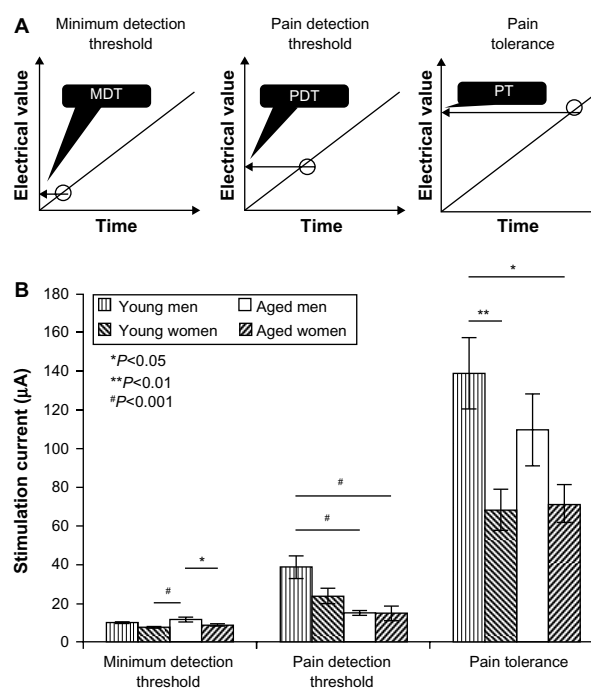 A
Minimum detection
threshold
Pain detection
threshold
Pain
tolerance
Electrical value
MDT
Time
Electrical value
PDT
Time
Electrical value
PT
Time
B
Stimulation current (µA)
180
160
140
120
100
80
60
40
20
0
Young men
Aged men
Young women
Aged women
*P<0.05
**P<0.01
#P<0.001
#
*
#
#
**
*
Minimum detection
threshold
Pain detection
threshold
Pain tolerance